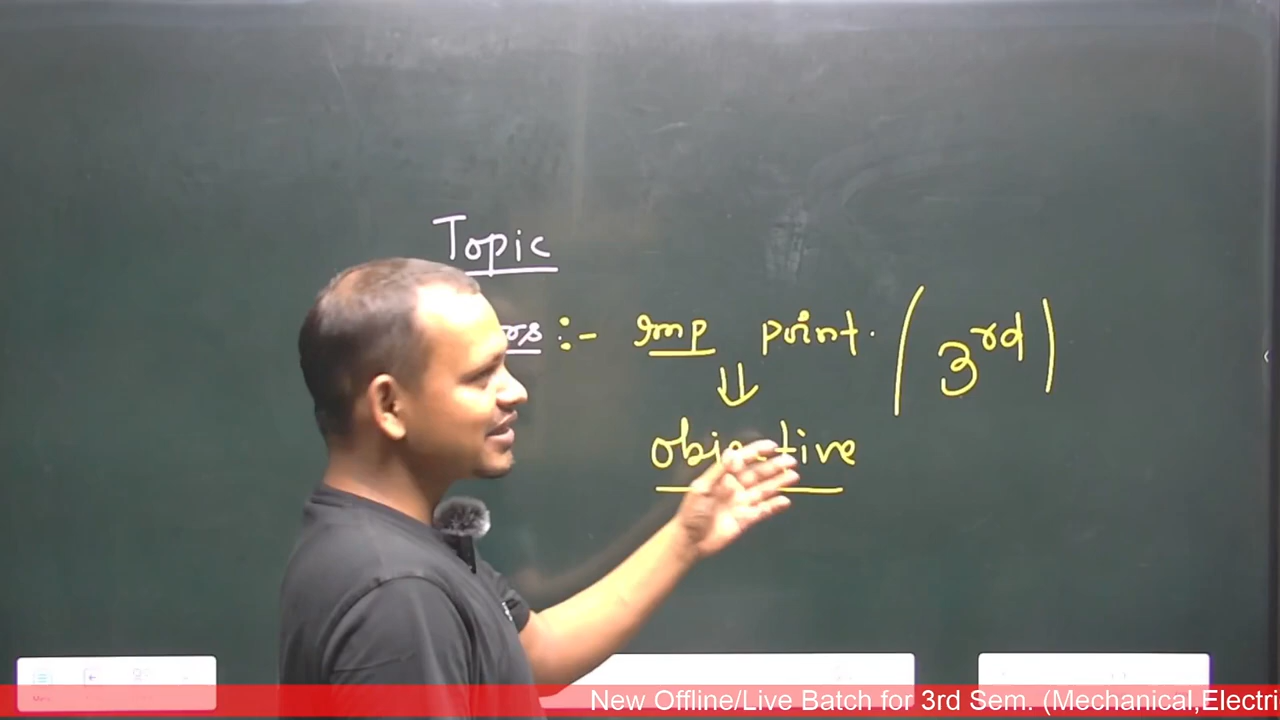 Topic
:- Imp point. (3rd)
objective
New Offline/Live Batch for 3rd Sem. (Mechanical,Electri